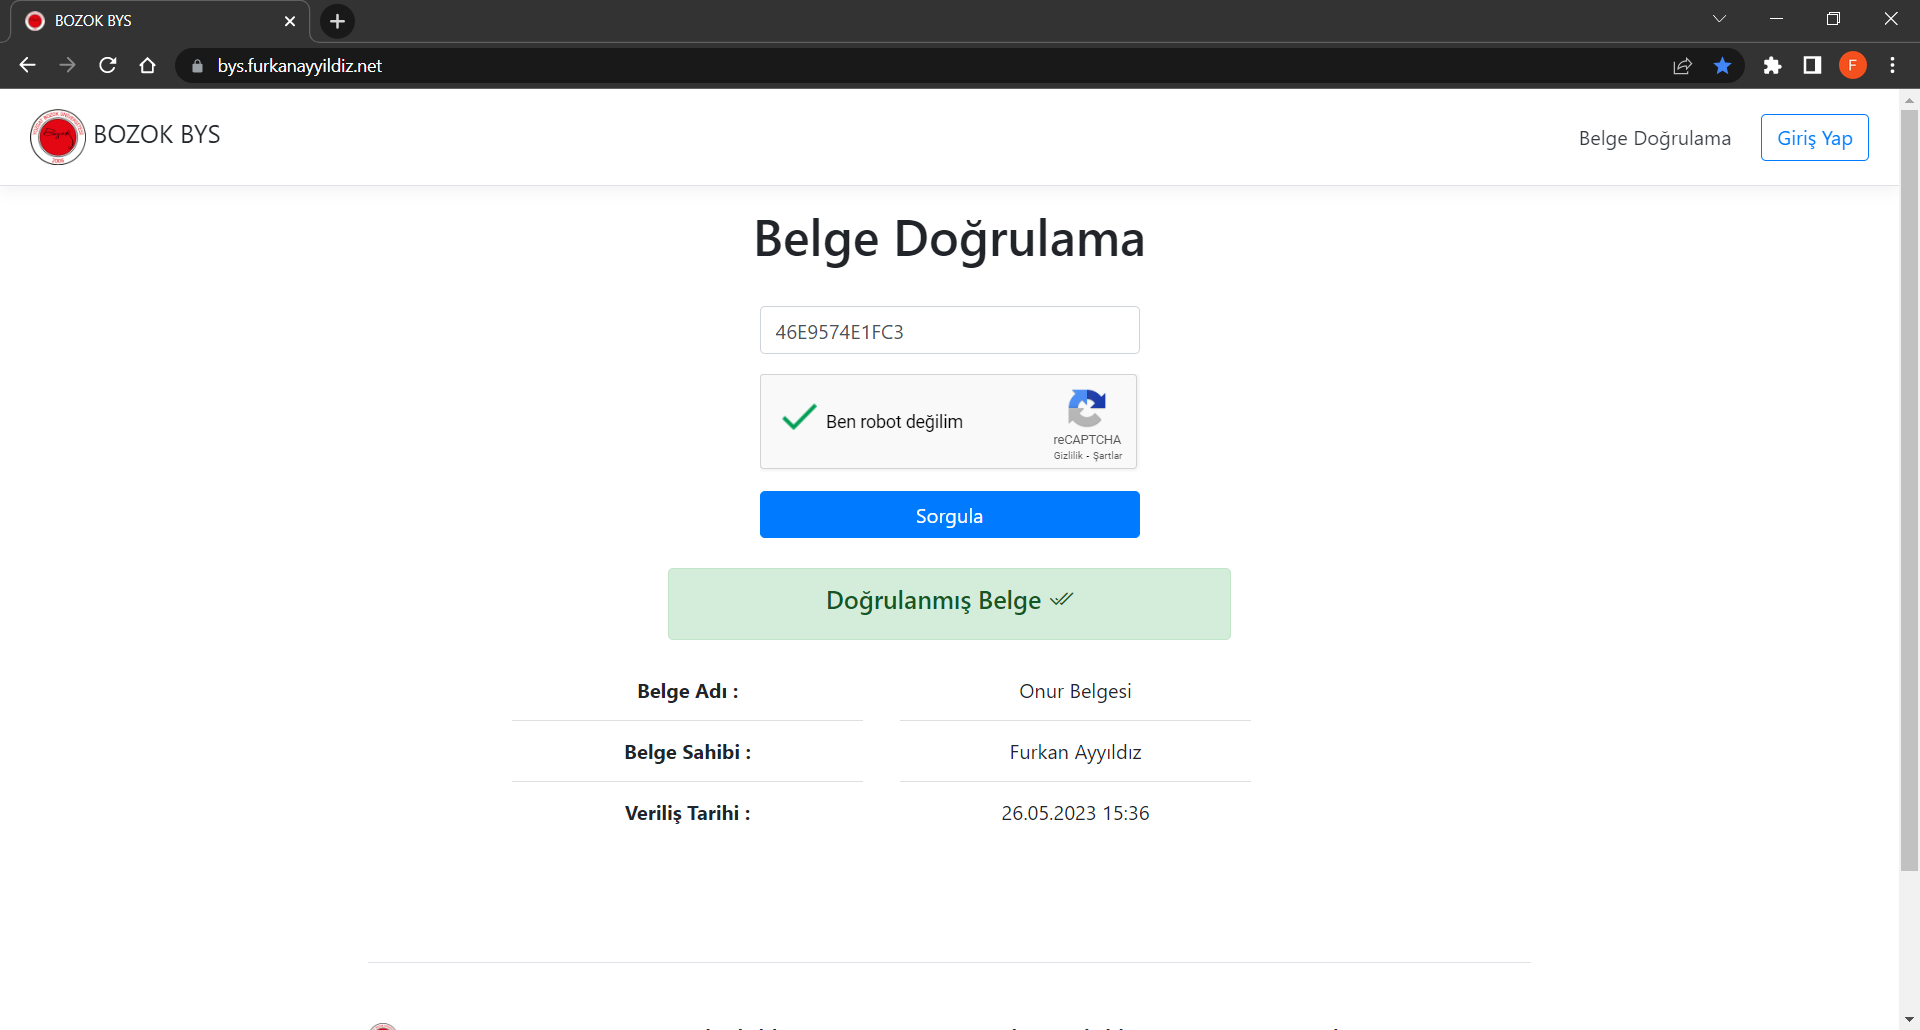 BOZOK BYS
bys.furkanayyildiz.net
F
BOZOK BYS
Belge Doğrulama
Giriş Yap
Belge Doğrulama
46E9574E1FC3
Ben robot değilim
reCAPTCHA
Gizlilik - Şartlar
Sorgula
Doğrulanmış Belge
Belge Adı : Onur Belgesi
Belge Sahibi : Furkan Ayyıldız
Veriliş Tarihi : 26.05.2023 15:36